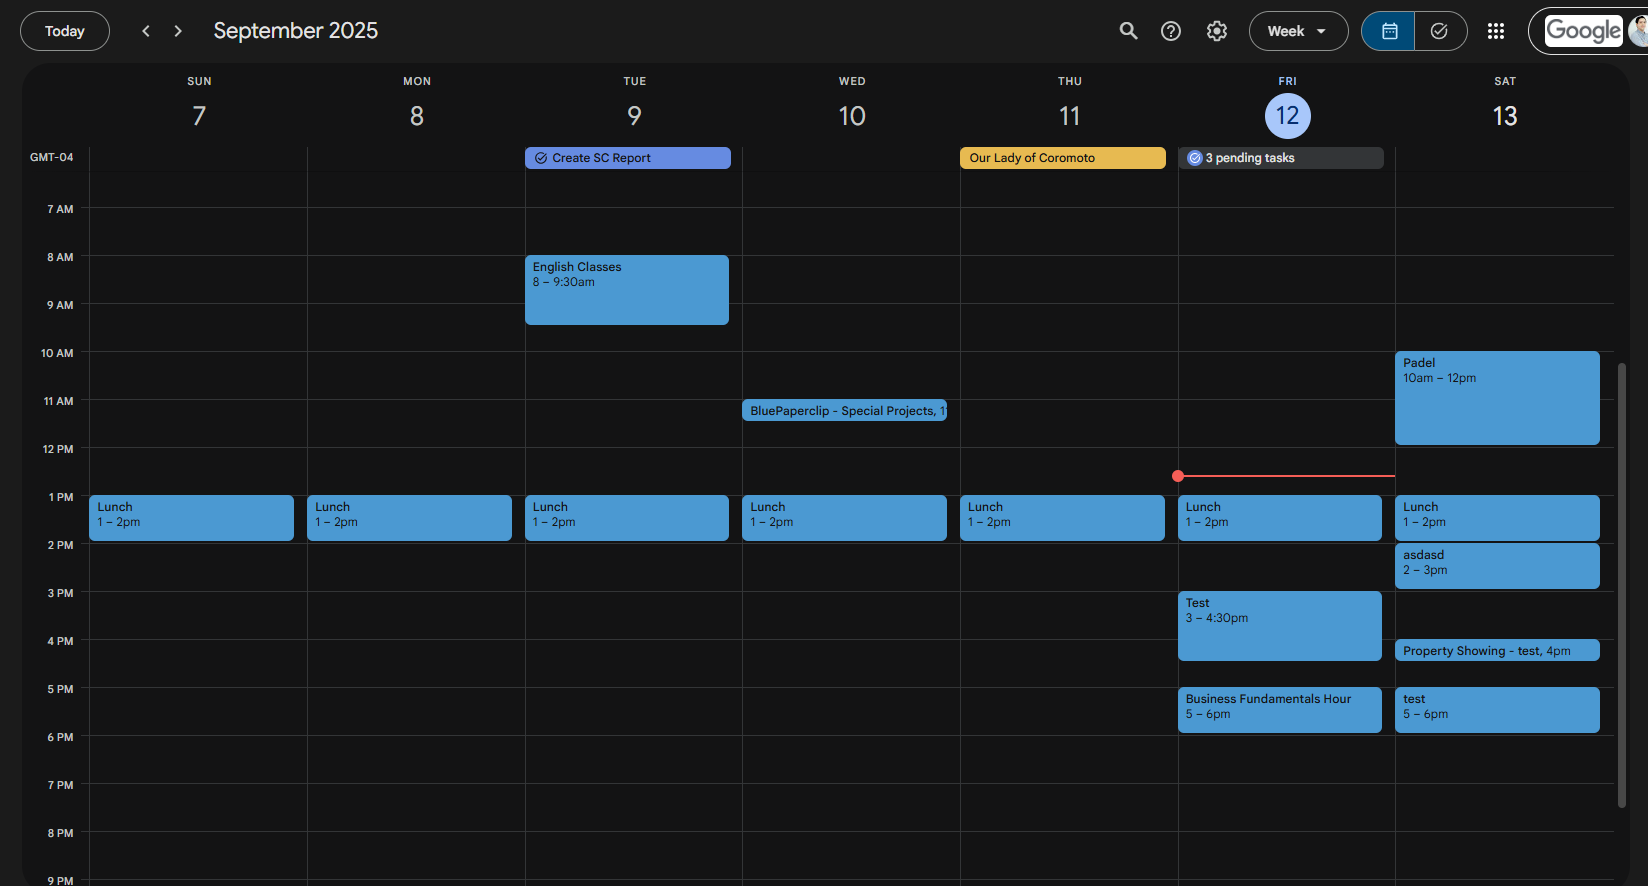 Today
September 2025
Week
Google
SUN
MON
TUE
WED
THU
FRI
SAT
7
8
9
10
11
12
13
GMT-04
Create SC Report
Our Lady of Coromoto
3 pending tasks
7 AM
8 AM
English Classes
8 – 9:30am
9 AM
10 AM
Padel
10am – 12pm
11 AM
BluePaperclip - Special Projects,
12 PM
1 PM
Lunch
1 – 2pm
Lunch
1 – 2pm
Lunch
1 – 2pm
Lunch
1 – 2pm
Lunch
1 – 2pm
Lunch
1 – 2pm
Lunch
1 – 2pm
2 PM
asdasd
2 – 3pm
3 PM
Test
3 – 4:30pm
4 PM
Property Showing - test, 4pm
5 PM
Business Fundamentals Hour
5 – 6pm
test
5 – 6pm
6 PM
7 PM
8 PM
9 PM